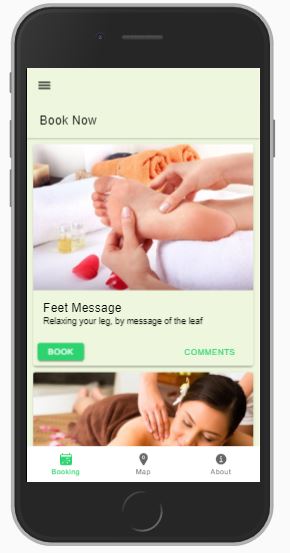 Book Now
Feet Message
Relaxing your leg, by message of the leaf
BOOK COMMENTS
Booking Map About